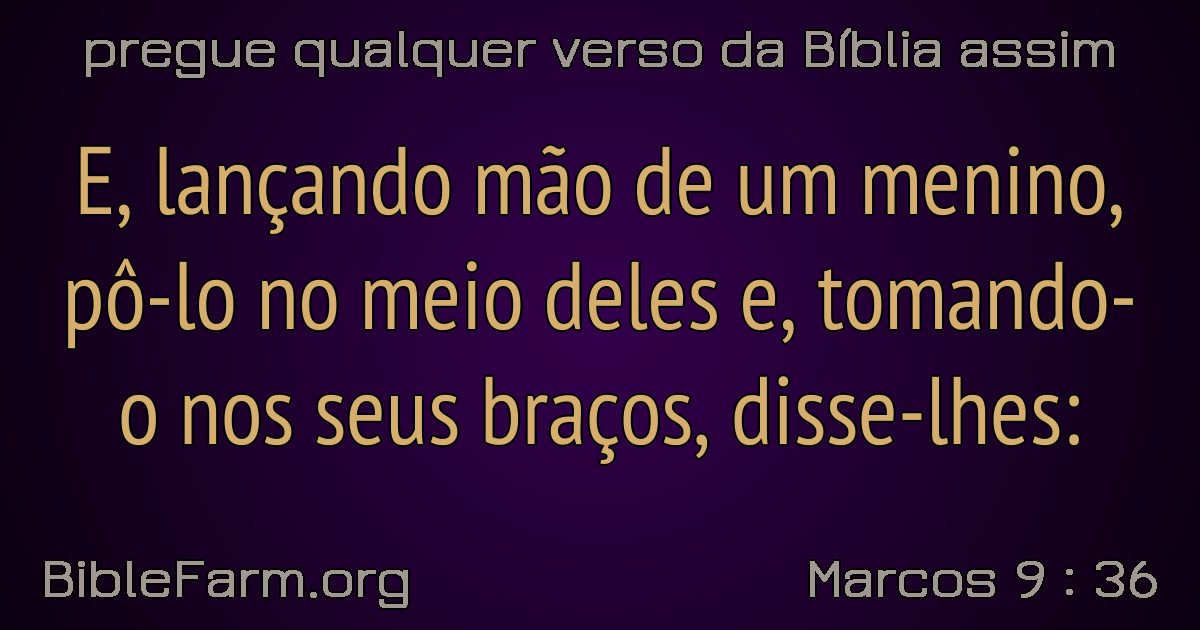 pregue qualquer verso da Bíblia assim
E, lançando mão de um menino,
pô-lo no meio deles e, tomando-
o nos seus braços, disse-lhes:
BibleFarm.org
Marcos 9 : 36